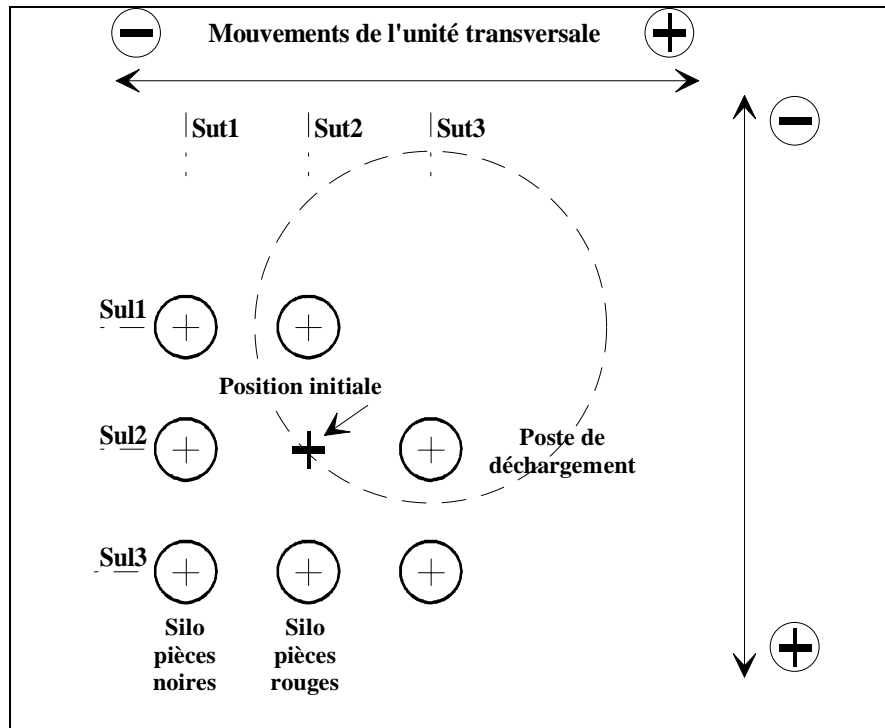 Mouvements de l'unité transversale
Sut1 Sut2 Sut3
Sul1
Position initiale
Sul2
Poste de
déchargement
Sul3
Silo
pièces
noires
Silo
pièces
rouges